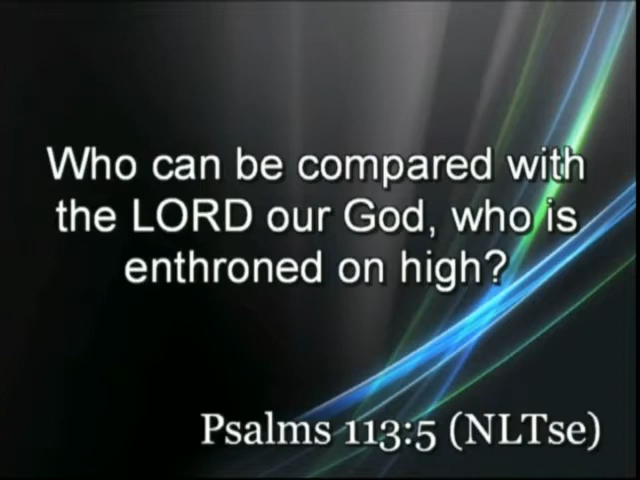 Who can be compared with
the LORD our God, who is
enthroned on high?
Psalms 113:5 (NLTse)